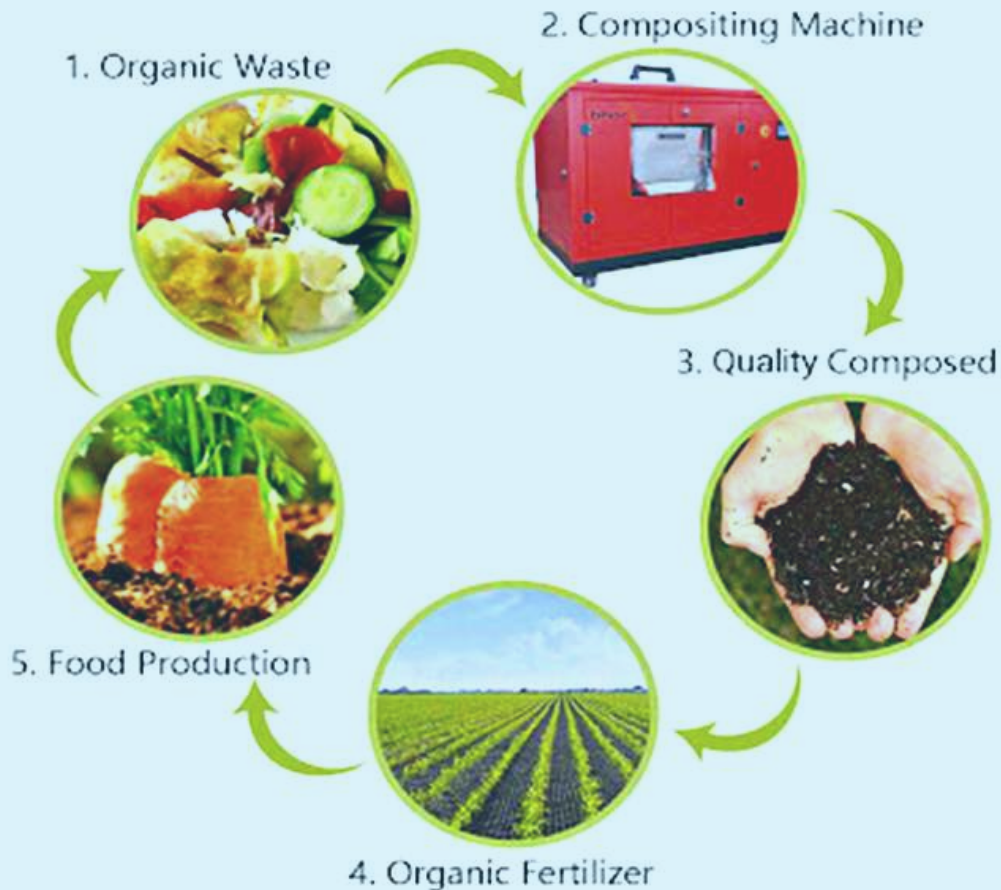 1. Organic Waste
2. Compositing Machine
3. Quality Composed
4. Organic Fertilizer
5. Food Production